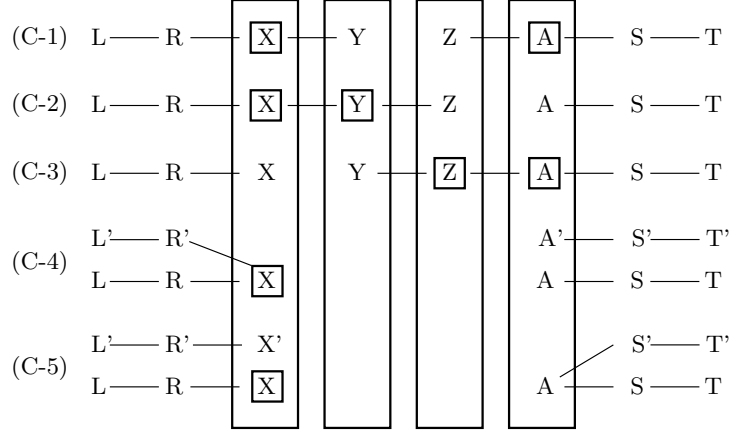 (C-1) L R X Y Z A S T
(C-2) L R X Y Z A S T
(C-3) L R X Y Z A S T
L' R' A' S' T'
(C-4)
L R X A S T
L' R' X' S' T'
(C-5)
L R X A S T